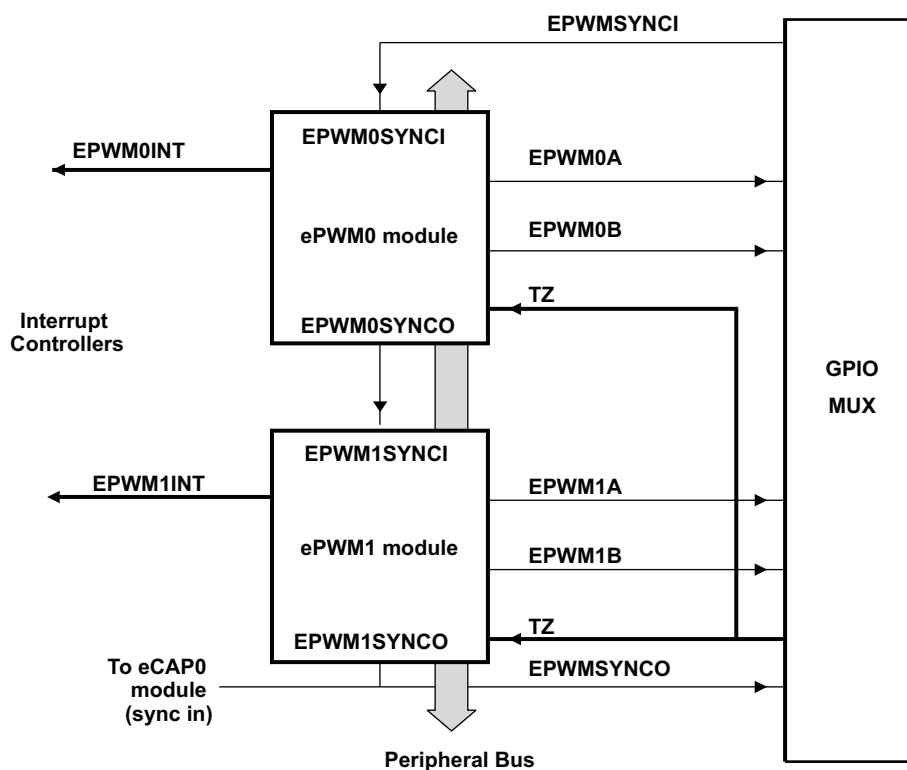 EPWMSYNCI
EPWM0SYNCI
EPWM0INT
EPWM0A
ePWM0 module
EPWM0B
TZ
EPWM0SYNCO
Interrupt
Controllers
GPIO
MUX
EPWM1SYNCI
EPWM1INT
EPWM1A
ePWM1 module
EPWM1B
TZ
EPWM1SYNCO
To eCAP0
module
(sync in)
EPWMSYNCO
Peripheral Bus